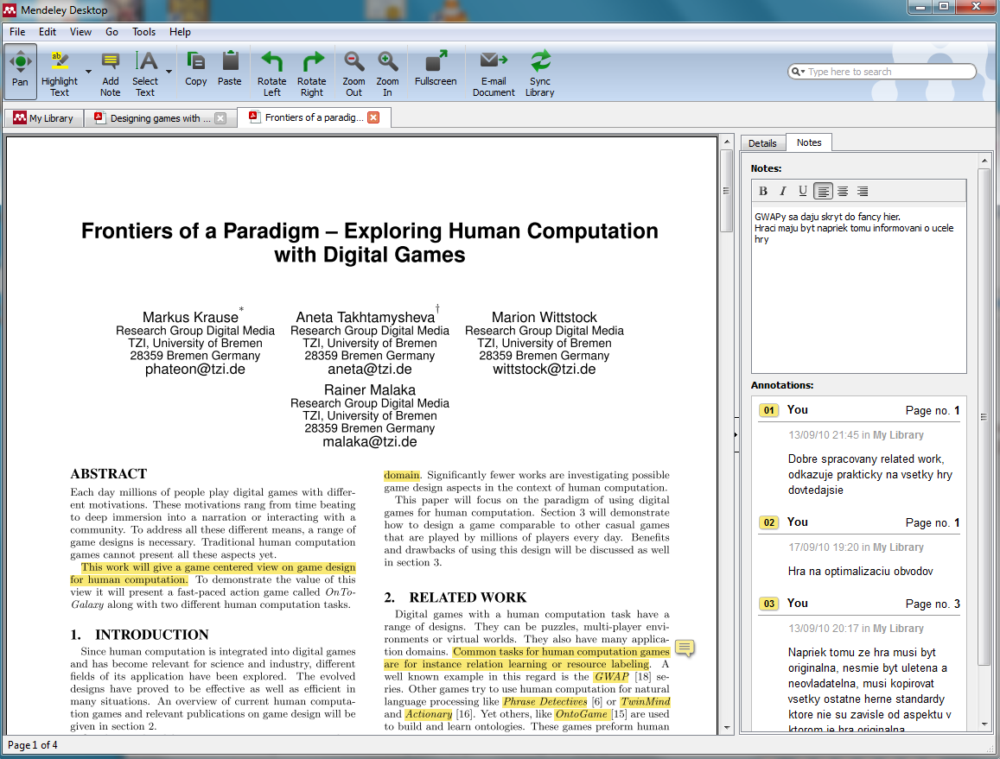 Mendeley Desktop
File Edit View Go Tools Help
Pan
Highlight Text
Add Note
Select Text
Copy
Paste
Rotate Left
Rotate Right
Zoom Out
Zoom In
Fullscreen
E-mail Document
Sync Library
Type here to search
My Library
Designing games with ...
Frontiers of a paradig...
Frontiers of a Paradigm – Exploring Human Computation
with Digital Games
Markus Krause*
Research Group Digital Media
TZI, University of Bremen
28359 Bremen Germany
phateon@tzi.de
Aneta Takhtamysheva†
Research Group Digital Media
TZI, University of Bremen
28359 Bremen Germany
aneta@tzi.de
Marion Wittstock
Research Group Digital Media
TZI, University of Bremen
28359 Bremen Germany
wittstock@tzi.de
Rainer Malaka
Research Group Digital Media
TZI, University of Bremen
28359 Bremen Germany
malaka@tzi.de
ABSTRACT
Each day millions of people play digital games with differ-
ent motivations. These motivations rang from time beating
to deep immersion into a narration or interacting with a
community. To address all these different means, a range of
game designs is necessary. Traditional human computation
games cannot present all these aspects yet.
This work will give a game centered view on game design
for human computation. To demonstrate the value of this
view it will present a fast-paced action game called OnTo-
Galaxy along with two different human computation tasks.
1. INTRODUCTION
Since human computation is integrated into digital games
and has become relevant for science and industry, different
fields of its application have been explored. The evolved
designs have proved to be effective as well as efficient in
many situations. An overview of current human computa-
tion games and relevant publications on game design will be
given in section 2.
domain. Significantly fewer works are investigating possible
game design aspects in the context of human computation.
This paper will focus on the paradigm of using digital
games for human computation. Section 3 will demonstrate
how to design a game comparable to other casual games
that are played by millions of players every day. Benefits
and drawbacks of using this design will be discussed as well
in section 3.
2. RELATED WORK
Digital games with a human computation task have a
range of designs. They can be puzzles, multi-player envi-
ronments or virtual worlds. They also have many applica-
tion domains. Common tasks for human computation games
are for instance relation learning or resource labeling. A
well known example in this regard is the GWAP [18] se-
ries. Other games try to use human computation for natural
language processing like Phrase Detectives [6] or TwinMind
and Actionary [16]. Yet others, like OntoGame [15] are used
to build and learn ontologies. These games preform human
Details
Notes
Notes:
B I U
GWAPy sa daju skryt do fancy hier.
Hraci maju byt napriek tomu informovani o ucele
hry
Annotations:
01 You Page no. 1
13/09/10 21:45 in My Library
Dobre spracovany related work,
odkazuje prakticky na vsetky hry
dovtedajsie
02 You Page no. 1
17/09/10 19:20 in My Library
Hra na optimalizaciu obvodov
03 You Page no. 3
13/09/10 20:17 in My Library
Napriek tomu ze hra musi byt
originalna, nesmie byt uletena a
neovladatelna, musi kopirovat
vsetky ostatne herne standardy
ktore nie su zavisle od aspektu v
ktorom je hra originalna
Page 1 of 4